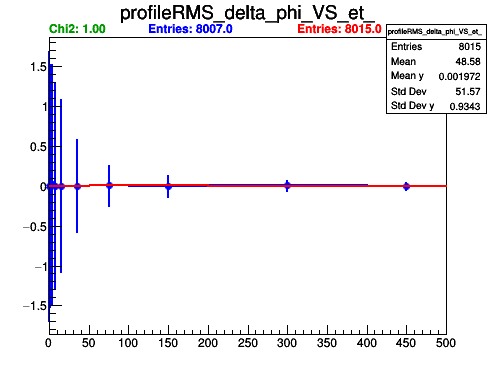 profileRMS_delta_phi_VS_et_
Chi2: 1.00 Entries: 8007.0 Entries: 8015.0
profileRMS_delta_phi_VS_et_
Entries 8015
Mean 48.58
Mean y 0.001972
Std Dev 51.57
Std Dev y 0.9343
1.5
1
0.5
0
−0.5
−1
−1.5
0 50 100 150 200 250 300 350 400 450 500